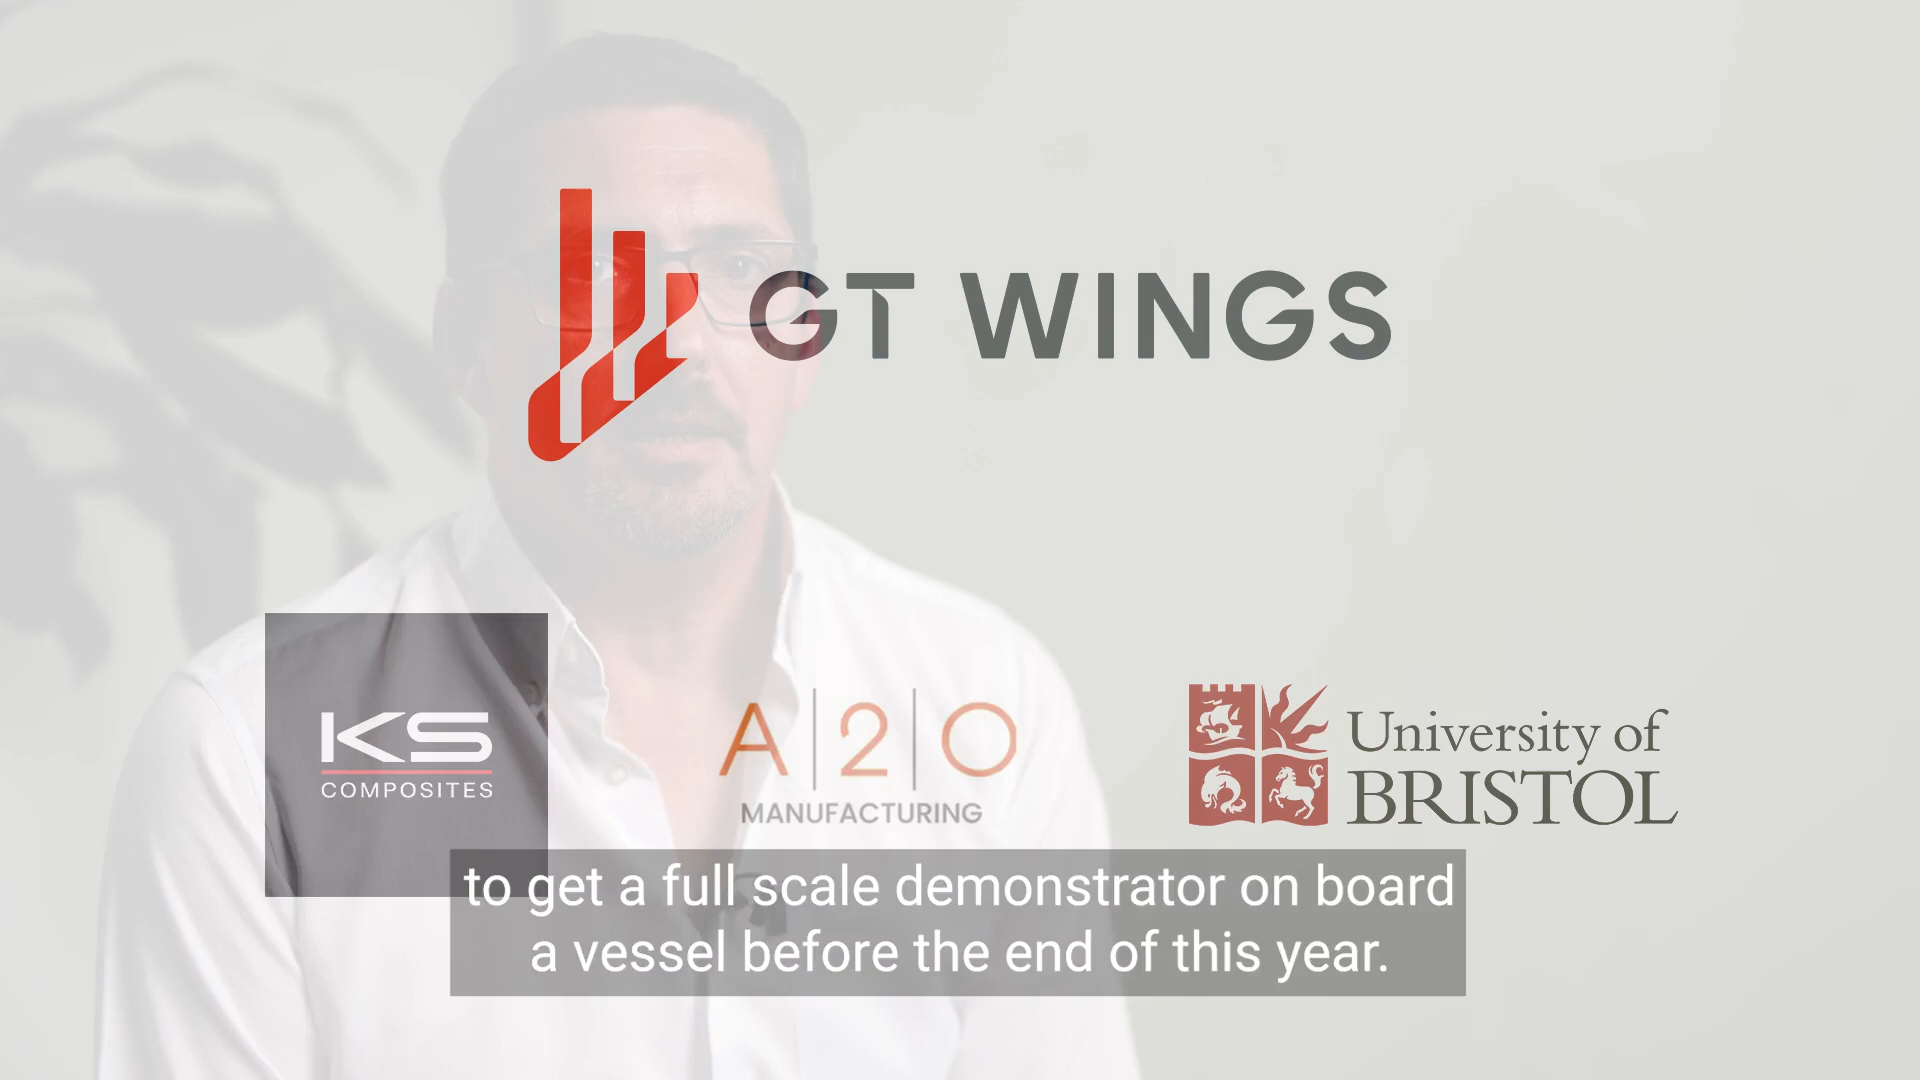 GT WINGS
KS
COMPOSITES
A|2|O
MANUFACTURING
University of
BRISTOL
to get a full scale demonstrator on board
a vessel before the end of this year.